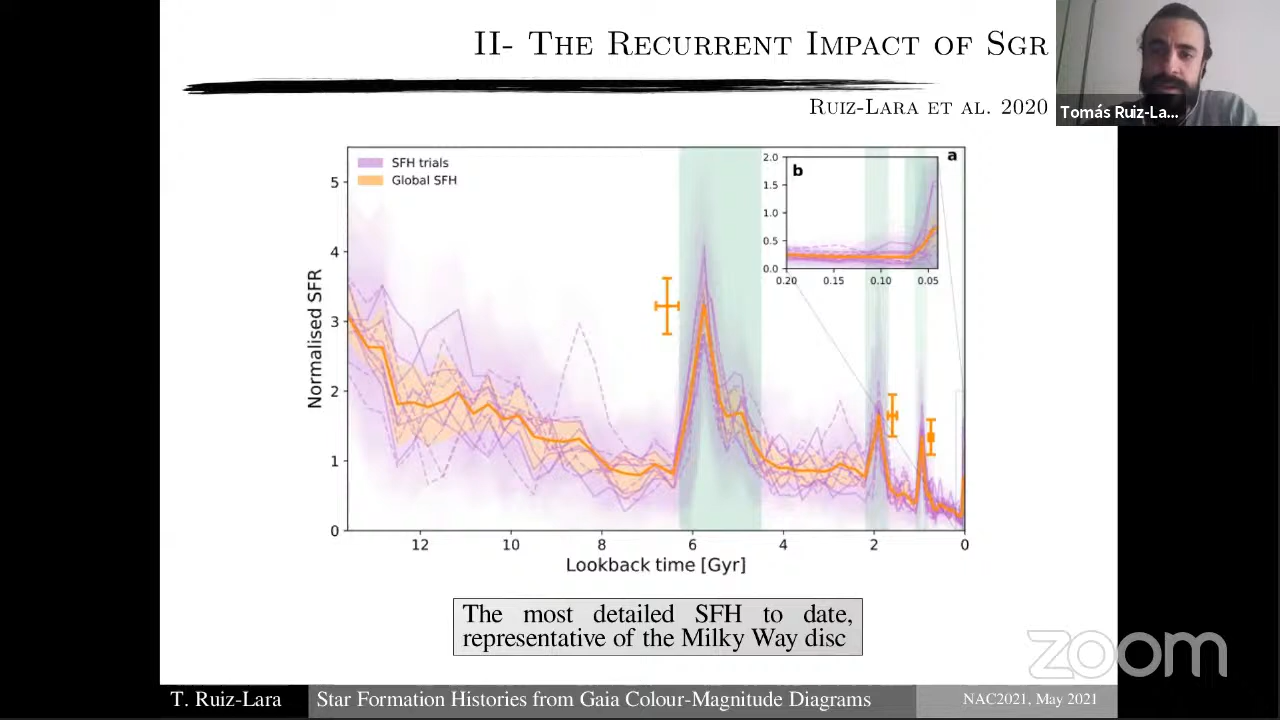 II- The Recurrent Impact of Sgr
Ruiz-Lara et al. 2020
Tomás Ruiz-La...
SFH trials
Global SFH
a
b
2.0
1.5
1.0
0.5
0.0
0.20 0.15 0.10 0.05
5
4
3
2
1
0
Normalised SFR
12 10 8 6 4 2 0
Lookback time [Gyr]
The most detailed SFH to date,
representative of the Milky Way disc
zoom
T. Ruiz-Lara Star Formation Histories from Gaia Colour-Magnitude Diagrams NAC2021, May 2021